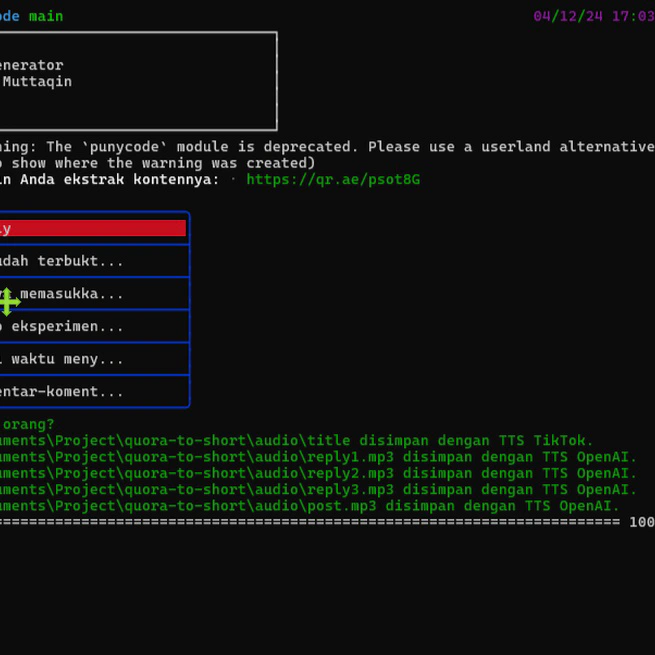 ode main 04/12/24 17:03
enerator
Muttaqin
ning: The `punycode` module is deprecated. Please use a userland alternative
o show where the warning was created)
in Anda ekstrak kontennya: · https://qr.ae/psot8G
ly
udah terbukt...
memasukka...
o eksperimen...
l waktu meny...
entar-koment...
orang?
uments\Project\quora-to-short\audio\title disimpan dengan TTS TikTok.
uments\Project\quora-to-short\audio\reply1.mp3 disimpan dengan TTS OpenAI.
uments\Project\quora-to-short\audio\reply2.mp3 disimpan dengan TTS OpenAI.
uments\Project\quora-to-short\audio\reply3.mp3 disimpan dengan TTS OpenAI.
uments\Project\quora-to-short\audio\post.mp3 disimpan dengan TTS OpenAI.
========================================================================= 100